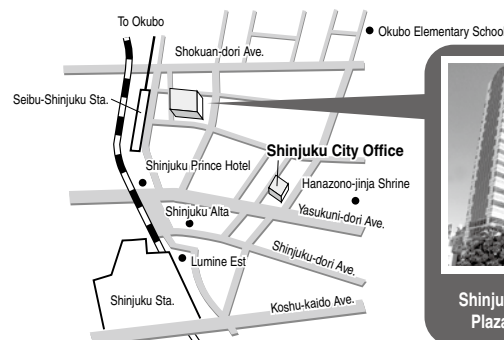 To Okubo
Okubo Elementary School
Shokuan-dori Ave.
Seibu-Shinjuku Sta.
Shinjuku City Office
Shinjuku Prince Hotel
Hanazono-jinja Shrine
Shinjuku Alta
Yasukuni-dori Ave.
Shinjuku-dori Ave.
Lumine Est
Shinjuku Sta.
Koshu-kaido Ave.
Plaza